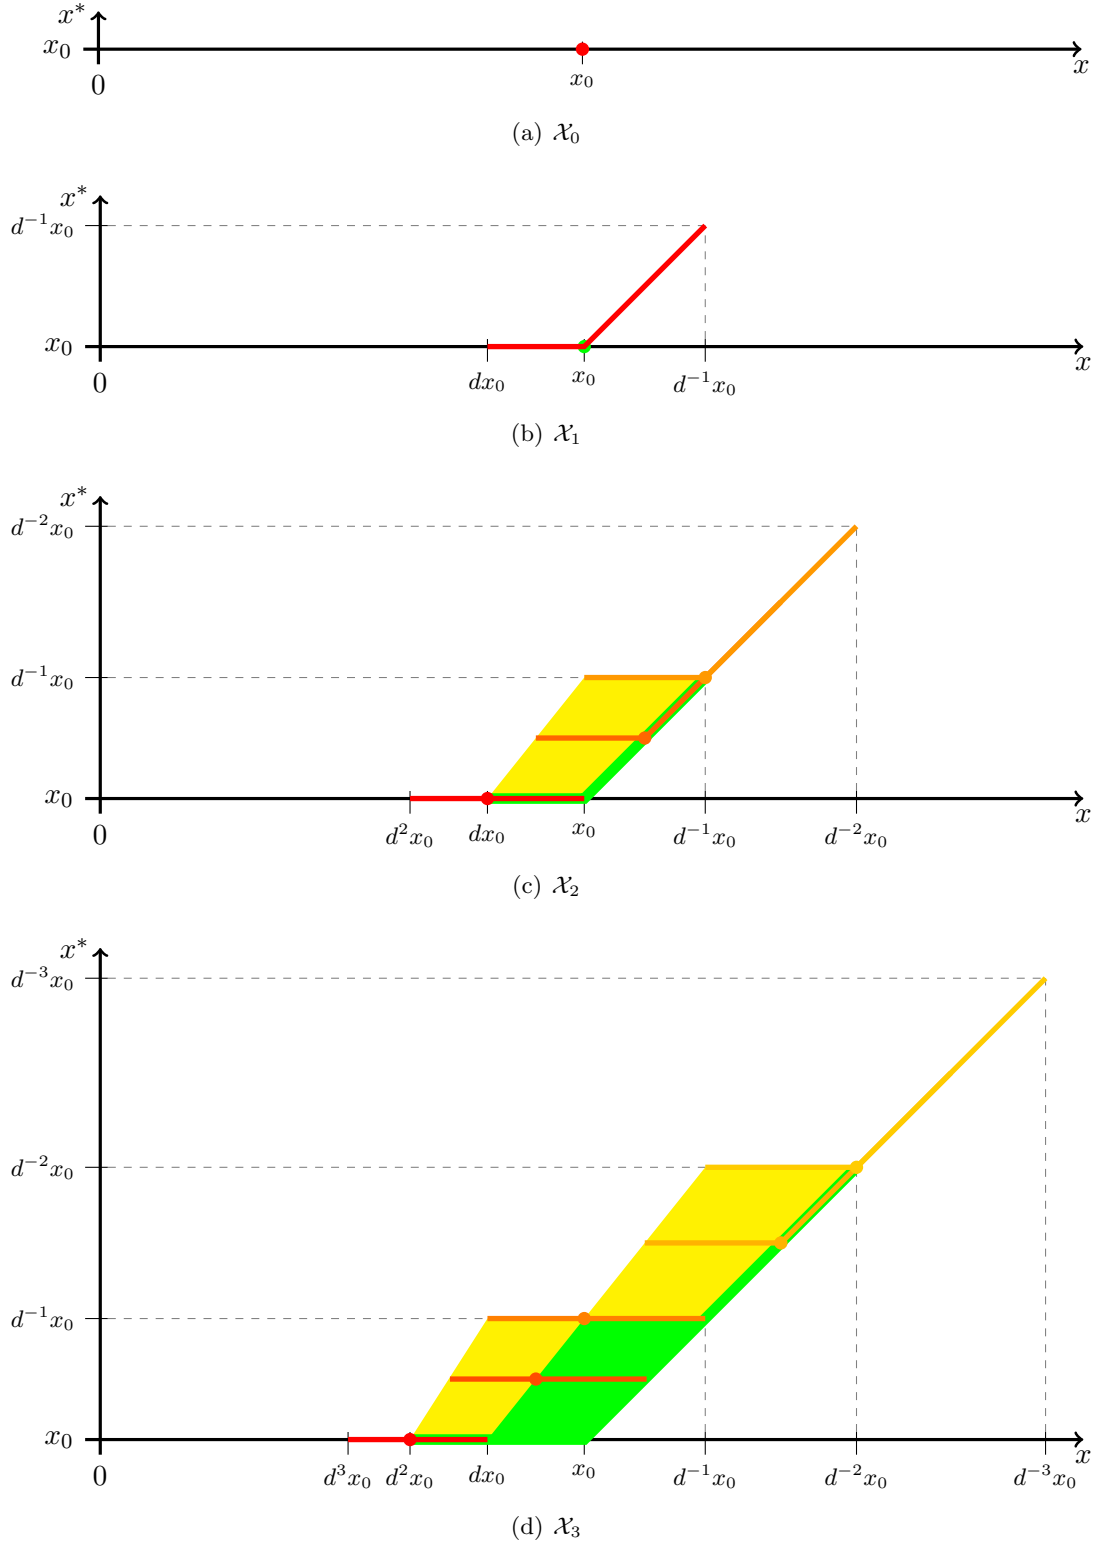 x*
x₀
0
x₀
x
(a) 𝒳₀
x*
d⁻¹x₀
x₀
0
dx₀
x₀
d⁻¹x₀
x
(b) 𝒳₁
x*
d⁻²x₀
d⁻¹x₀
x₀
0
d²x₀
dx₀
x₀
d⁻¹x₀
d⁻²x₀
x
(c) 𝒳₂
x*
d⁻³x₀
d⁻²x₀
d⁻¹x₀
x₀
0
d³x₀
d²x₀
dx₀
x₀
d⁻¹x₀
d⁻²x₀
d⁻³x₀
x
(d) 𝒳₃